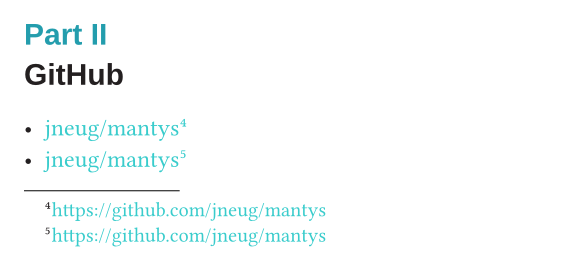 Part II
GitHub
• jneug/mantys⁴
• jneug/mantys⁵
⁴https://github.com/jneug/mantys
⁵https://github.com/jneug/mantys